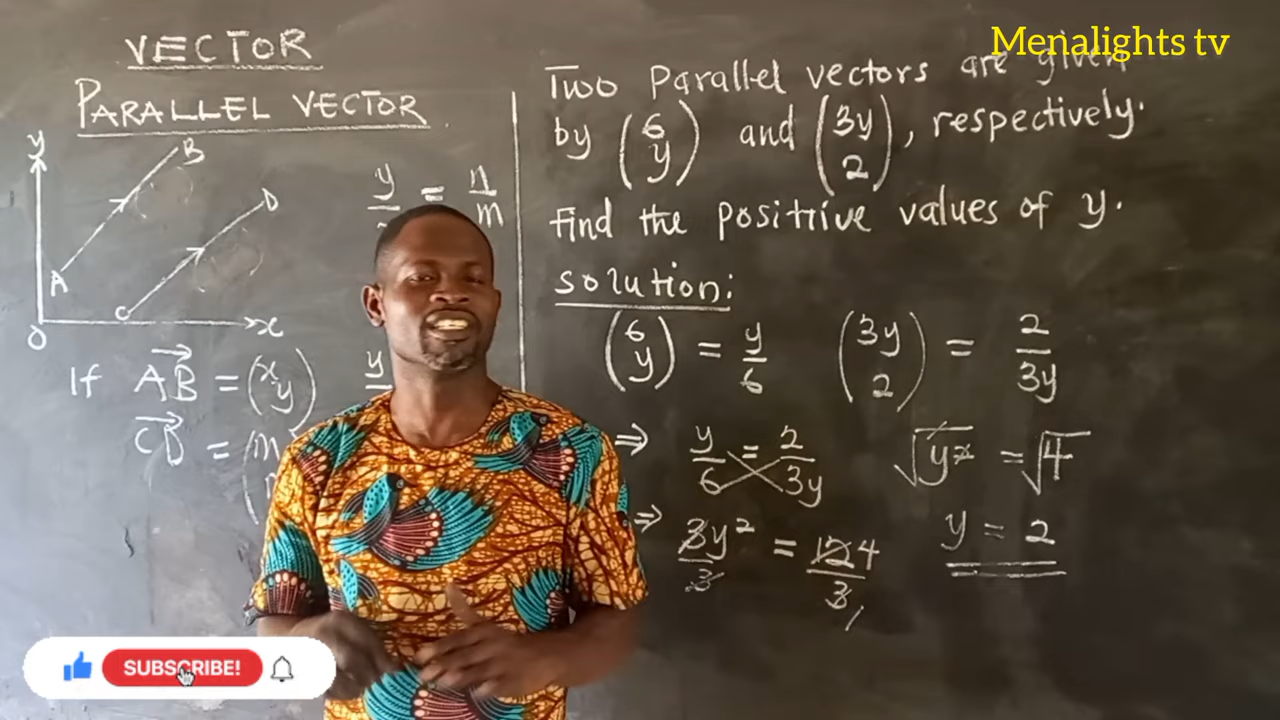 Menalights tv
VECTOR
PARALLEL VECTOR
y
B
D
A
C
O
x
y/ = n/m
If AB = (x y)
y/
CD = (m
Two Parallel vectors are given
by (6 y) and (3y 2), respectively.
Find the positive values of y.
solution:
(6 y) = y/6 (3y 2) = 2/3y
⇒ y/6 = 2/3y √y² = √4
⇒ 3y²/3 = 12 4/3 y = 2
SUBSCRIBE!